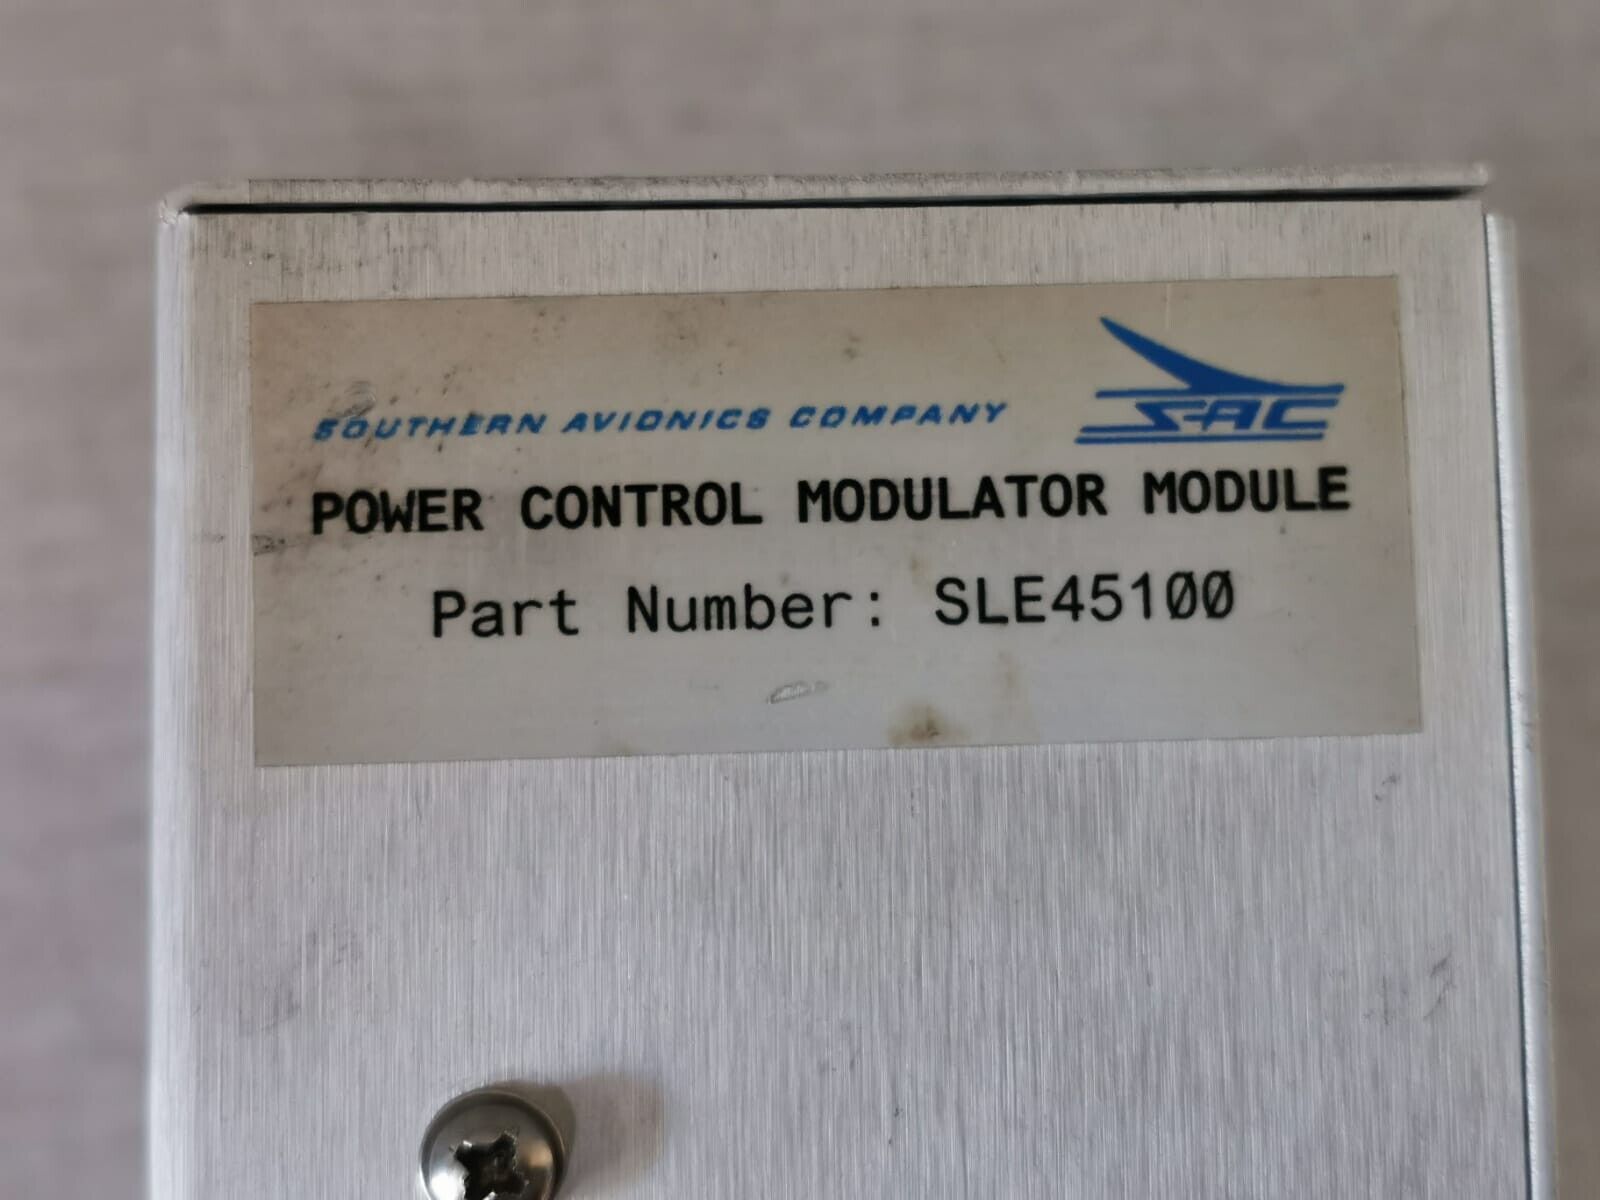 SOUTHERN AVIONICS COMPANY
SAC
POWER CONTROL MODULATOR MODULE
Part Number: SLE45100